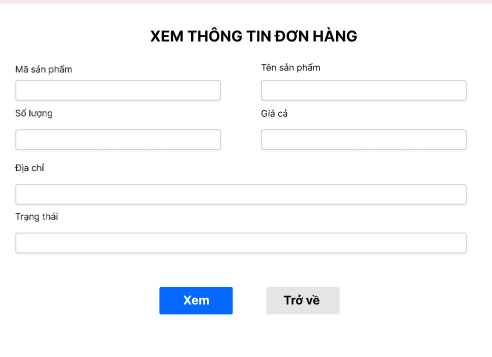 XEM THÔNG TIN ĐƠN HÀNG
Mã sản phẩm
Tên sản phẩm
Số lượng
Giá cả
Địa chỉ
Trạng thái
Xem
Trở về